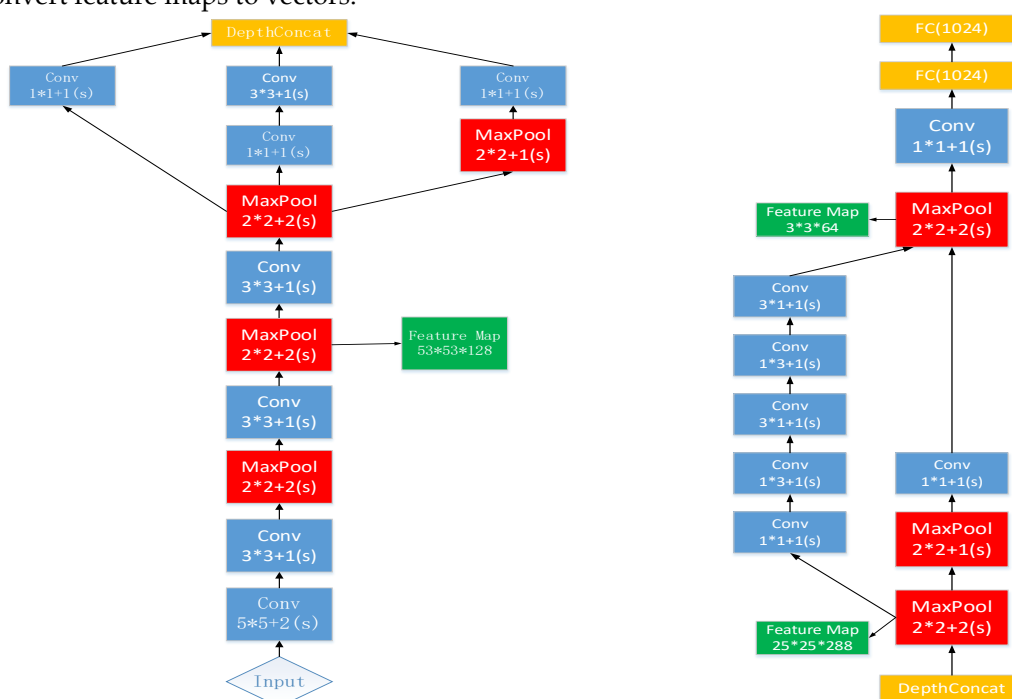 convert feature maps to vectors.
DepthConcat
Conv
1*1+1(s)
Conv
3*3+1(s)
Conv
1*1+1(s)
Conv
1*1+1(s)
MaxPool
2*2+1(s)
MaxPool
2*2+2(s)
Conv
3*3+1(s)
MaxPool
2*2+2(s)
Feature Map
53*53*128
Conv
3*3+1(s)
MaxPool
2*2+2(s)
Conv
3*3+1(s)
Conv
5*5+2(s)
Input
FC(1024)
FC(1024)
Conv
1*1+1(s)
MaxPool
2*2+2(s)
Feature Map
3*3*64
Conv
3*1+1(s)
Conv
1*3+1(s)
Conv
3*1+1(s)
Conv
1*3+1(s)
Conv
1*1+1(s)
Conv
1*1+1(s)
MaxPool
2*2+1(s)
MaxPool
2*2+2(s)
Feature Map
25*25*288
DepthConcat